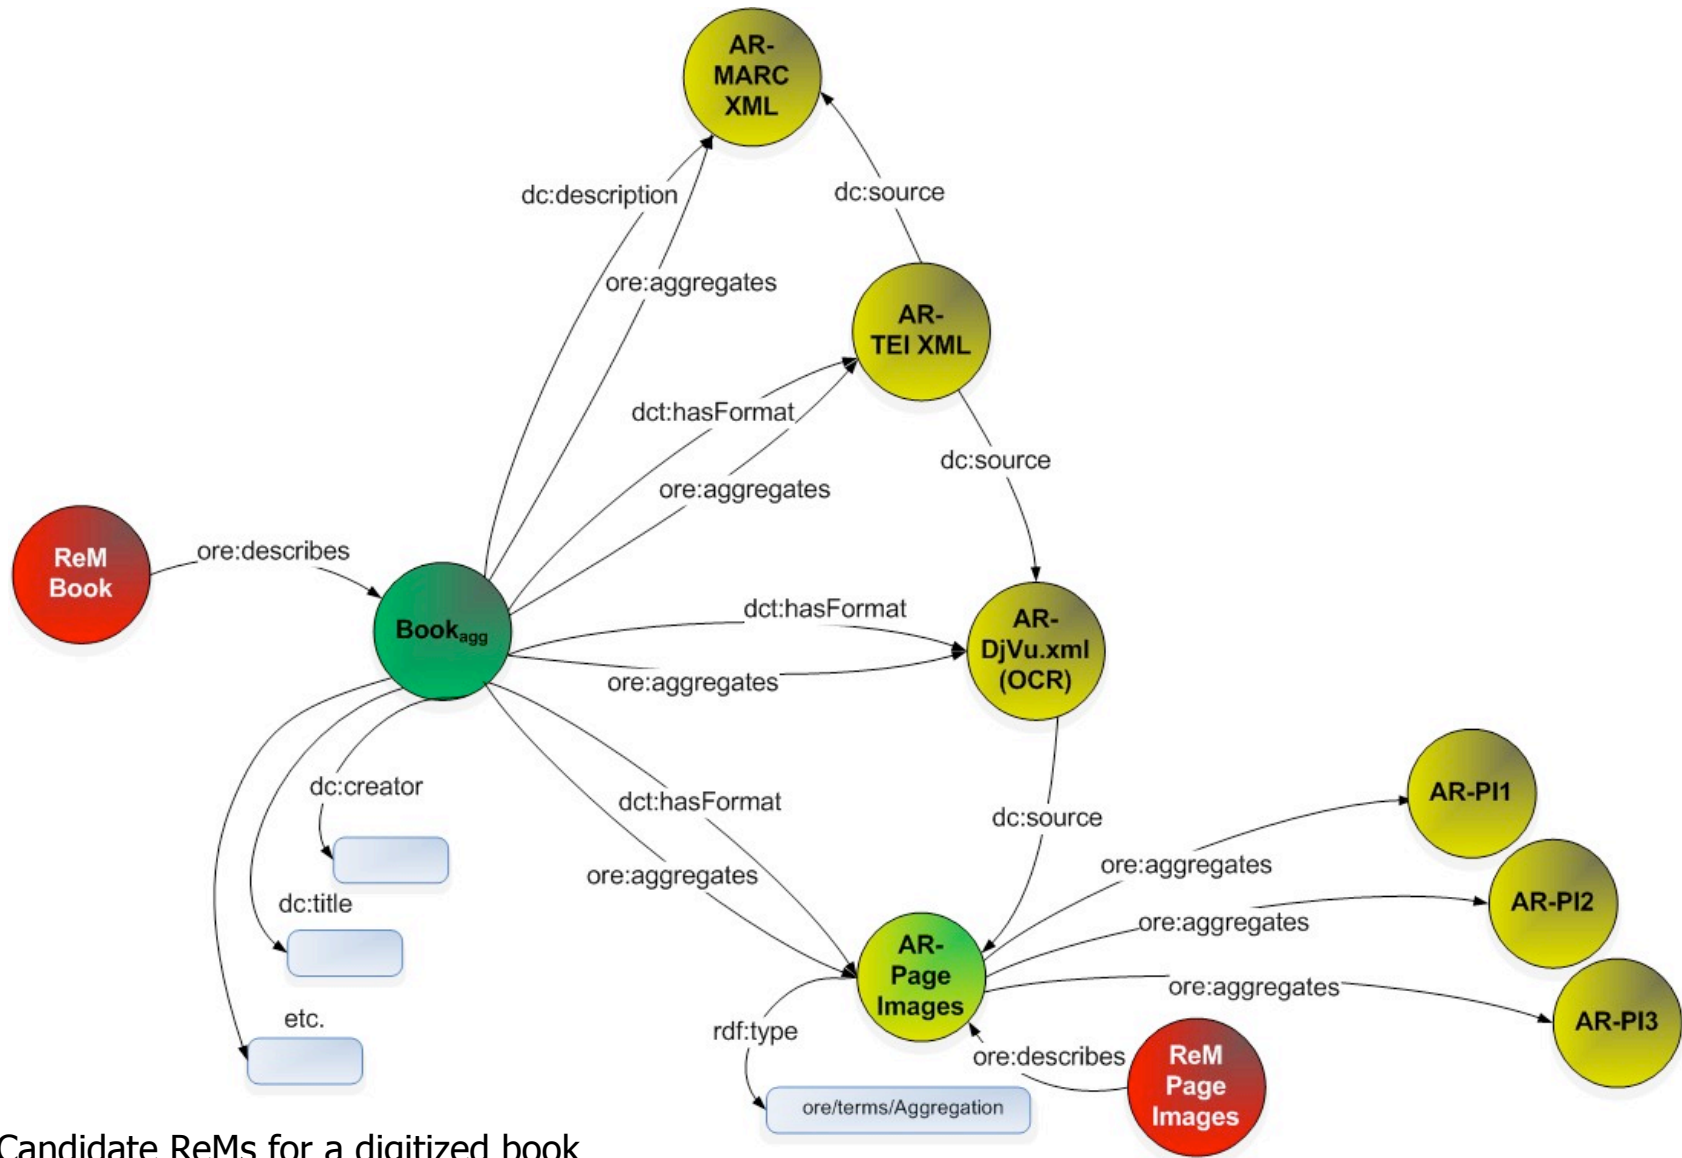 AR-
MARC
XML
dc:description
dc:source
ore:aggregates
AR-
TEI XML
dct:hasFormat
dc:source
ore:aggregates
ReM
Book
ore:describes
Bookagg
dct:hasFormat
AR-
DjVu.xml
(OCR)
ore:aggregates
dc:creator
dct:hasFormat
dc:source
ore:aggregates
ore:aggregates
AR-PI1
dc:title
ore:aggregates
AR-PI2
AR-
Page
Images
ore:aggregates
AR-PI3
etc.
rdf:type
ore:describes
ReM
Page
Images
ore/terms/Aggregation
Candidate ReMs for a digitized book